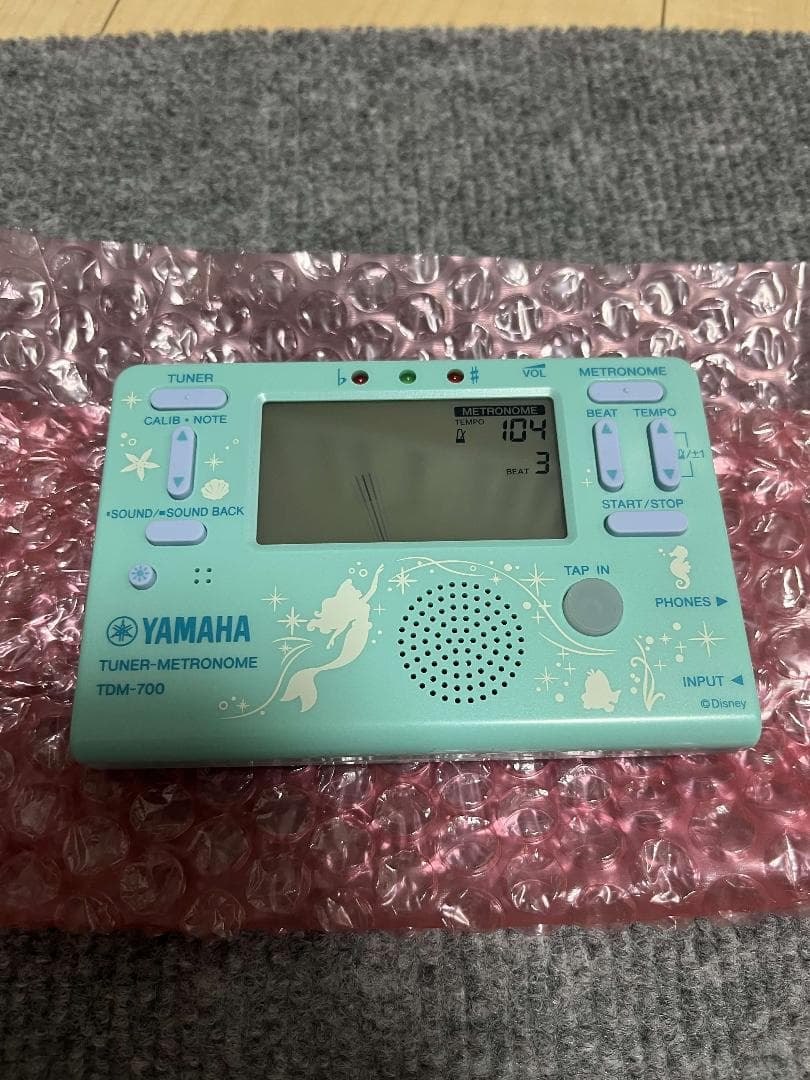 TUNER
♭
♯
VOL
METRONOME
CALIB・NOTE
BEAT TEMPO
METRONOME
TEMPO
104
BEAT 3
/±1
▪SOUND/▪SOUND BACK
START/STOP
TAP IN
PHONES ▶
YAMAHA
TUNER-METRONOME
TDM-700
INPUT ◀
©Disney